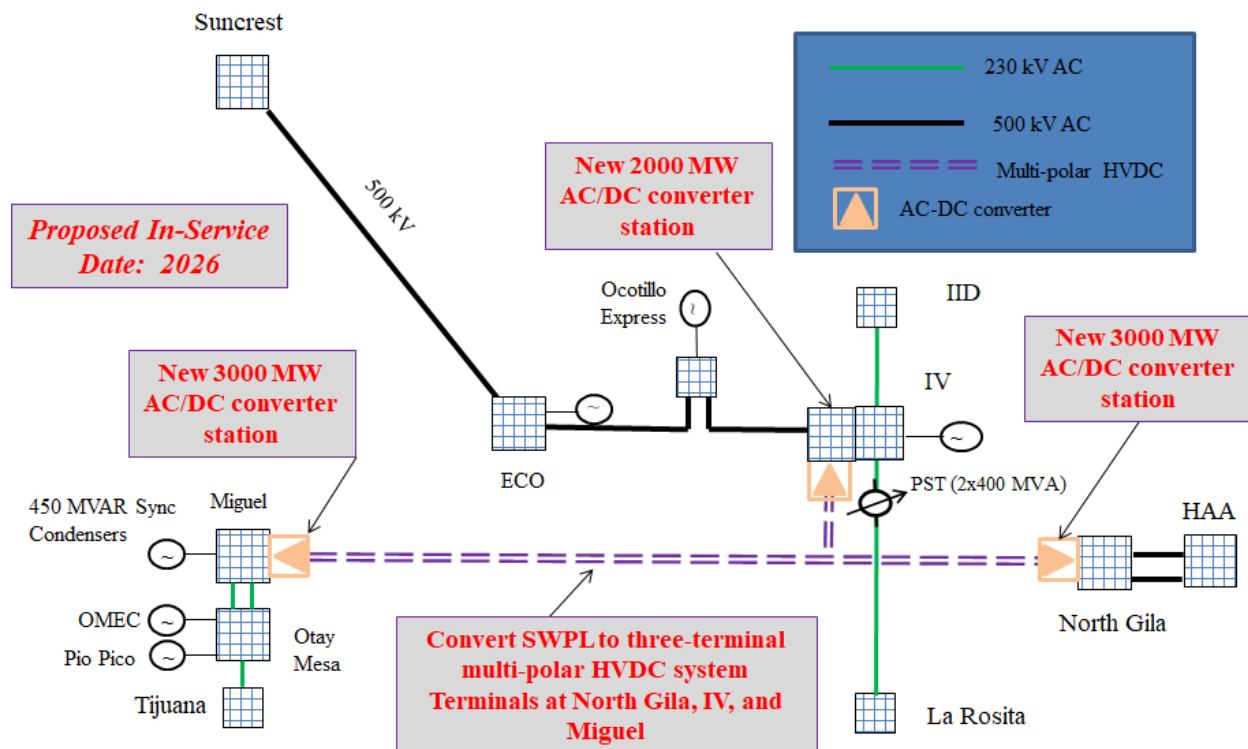 Suncrest
230 kV AC
500 kV AC
Multi-polar HVDC
AC-DC converter
New 2000 MW
AC/DC converter
station
500 kV
Proposed In-Service
Date: 2026
Ocotillo
Express
IID
New 3000 MW
AC/DC converter
station
New 3000 MW
AC/DC converter
station
IV
ECO
PST (2x400 MVA)
450 MVAR Sync
Condensers
Miguel
HAA
OMEC
Pio Pico
Otay
Mesa
North Gila
Convert SWPL to three-terminal
multi-polar HVDC system
Terminals at North Gila, IV, and
Miguel
Tijuana
La Rosita